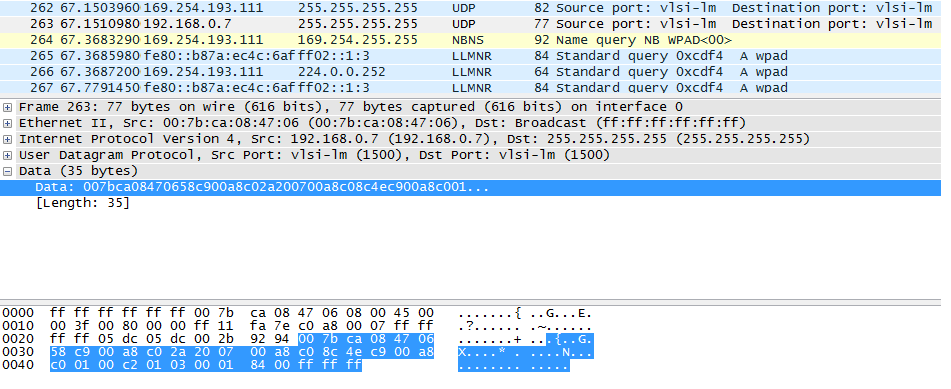 262 67.1503960 169.254.193.111 255.255.255.255 UDP 82 Source port: vlsi-lm Destination port: vlsi-lm
263 67.1510980 192.168.0.7 255.255.255.255 UDP 77 Source port: vlsi-lm Destination port: vlsi-lm
264 67.3683290 169.254.193.111 169.254.255.255 NBNS 92 Name query NB WPAD<00>
265 67.3685980 fe80::b87a:ec4c:6aff ff02::1:3 LLMNR 84 Standard query 0xcdf4 A wpad
266 67.3687200 169.254.193.111 224.0.0.252 LLMNR 64 Standard query 0xcdf4 A wpad
267 67.7791450 fe80::b87a:ec4c:6aff ff02::1:3 LLMNR 84 Standard query 0xcdf4 A wpad
Frame 263: 77 bytes on wire (616 bits), 77 bytes captured (616 bits) on interface 0
Ethernet II, Src: 00:7b:ca:08:47:06 (00:7b:ca:08:47:06), Dst: Broadcast (ff:ff:ff:ff:ff:ff)
Internet Protocol Version 4, Src: 192.168.0.7 (192.168.0.7), Dst: 255.255.255.255 (255.255.255.255)
User Datagram Protocol, Src Port: vlsi-lm (1500), Dst Port: vlsi-lm (1500)
Data (35 bytes)
Data: 007bca08470658c900a8c02a200700a8c08c4ec900a8c001...
[Length: 35]
0000 ff ff ff ff ff ff 00 7b ca 08 47 06 08 00 45 00 .......{ ..G...E.
0010 00 3f 00 80 00 00 ff 11 fa 7e c0 a8 00 07 ff ff .?...... .~......
0020 ff ff 05 dc 05 dc 00 2b 92 94 00 7b ca 08 47 06 .......+ ...{..G.
0030 58 c9 00 a8 c0 2a 20 07 00 a8 c0 8c 4e c9 00 a8 X....* . ....N...
0040 c0 01 00 c2 01 03 00 01 84 00 ff ff ff ........ .....